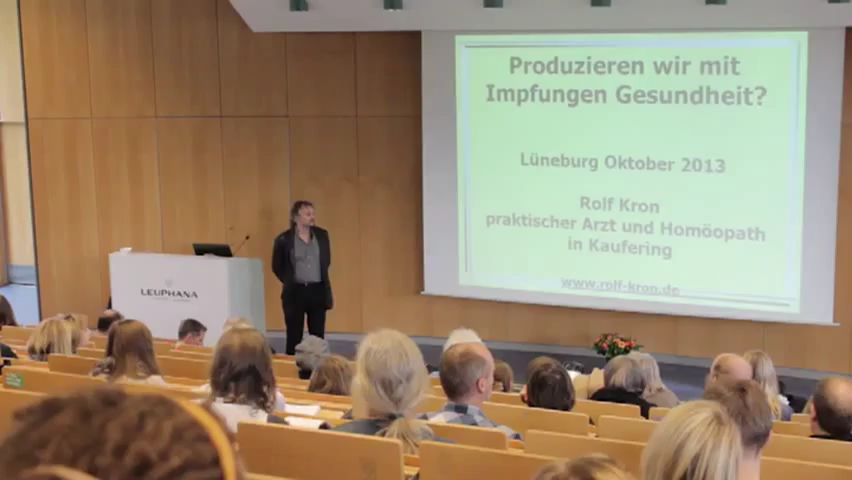 Produzieren wir mit
Impfungen Gesundheit?
Lüneburg Oktober 2013
Rolf Kron
praktischer Arzt und Homöopath
in Kaufering
www.rolf-kron.de
LEUPHANA